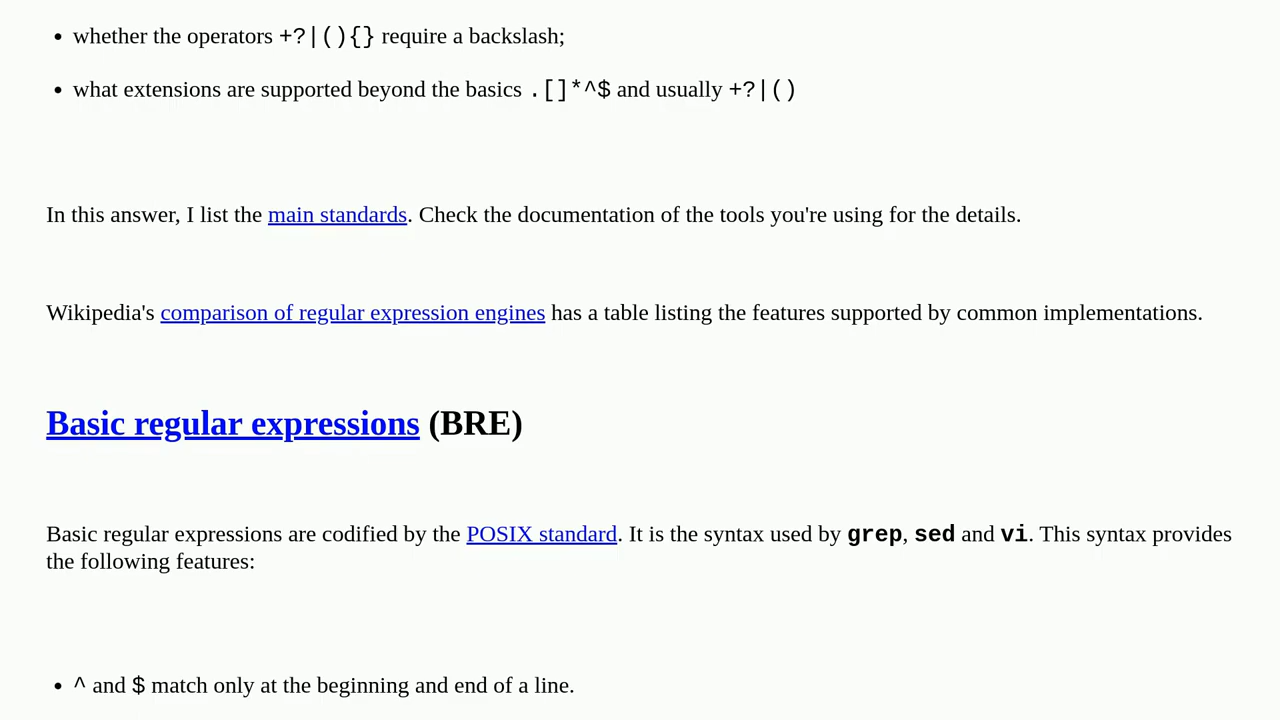 • whether the operators +?|(){} require a backslash;
• what extensions are supported beyond the basics .[]*^$ and usually +?|()
In this answer, I list the main standards. Check the documentation of the tools you're using for the details.
Wikipedia's comparison of regular expression engines has a table listing the features supported by common implementations.
Basic regular expressions (BRE)
Basic regular expressions are codified by the POSIX standard. It is the syntax used by grep, sed and vi. This syntax provides
the following features:
• ^ and $ match only at the beginning and end of a line.